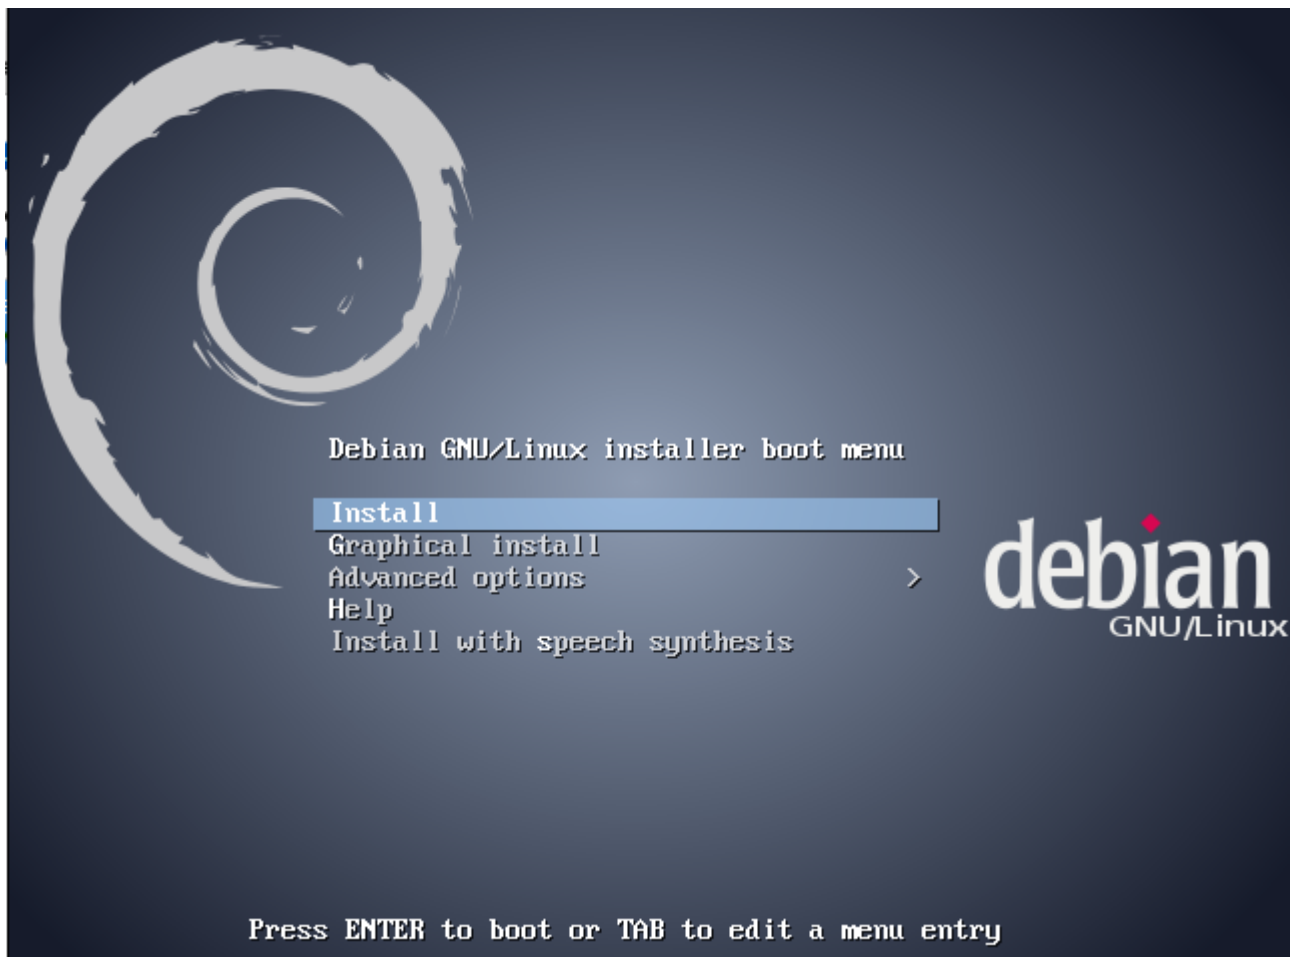 Debian GNU/Linux installer boot menu
Install
Graphical install
Advanced options >
Help
Install with speech synthesis
debian
GNU/Linux
Press ENTER to boot or TAB to edit a menu entry